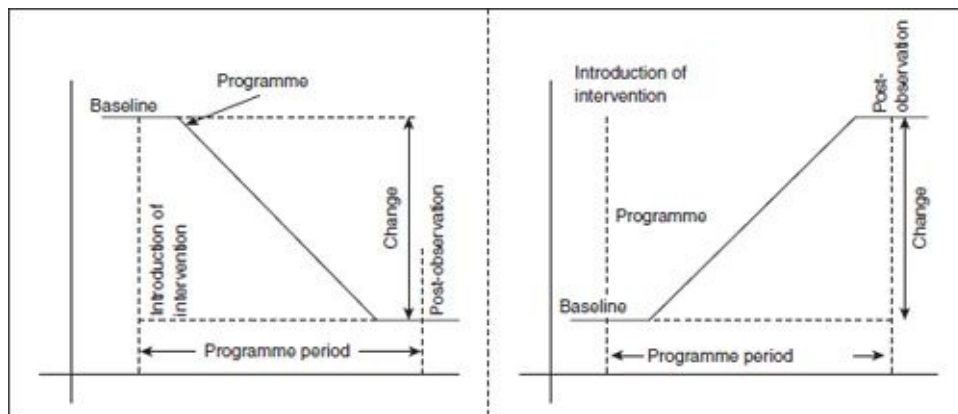 Programme
Baseline
Introduction of
intervention
Change
Post-observation
Programme period
Introduction of
intervention
Post-
observation
Programme
Change
Baseline
Programme period